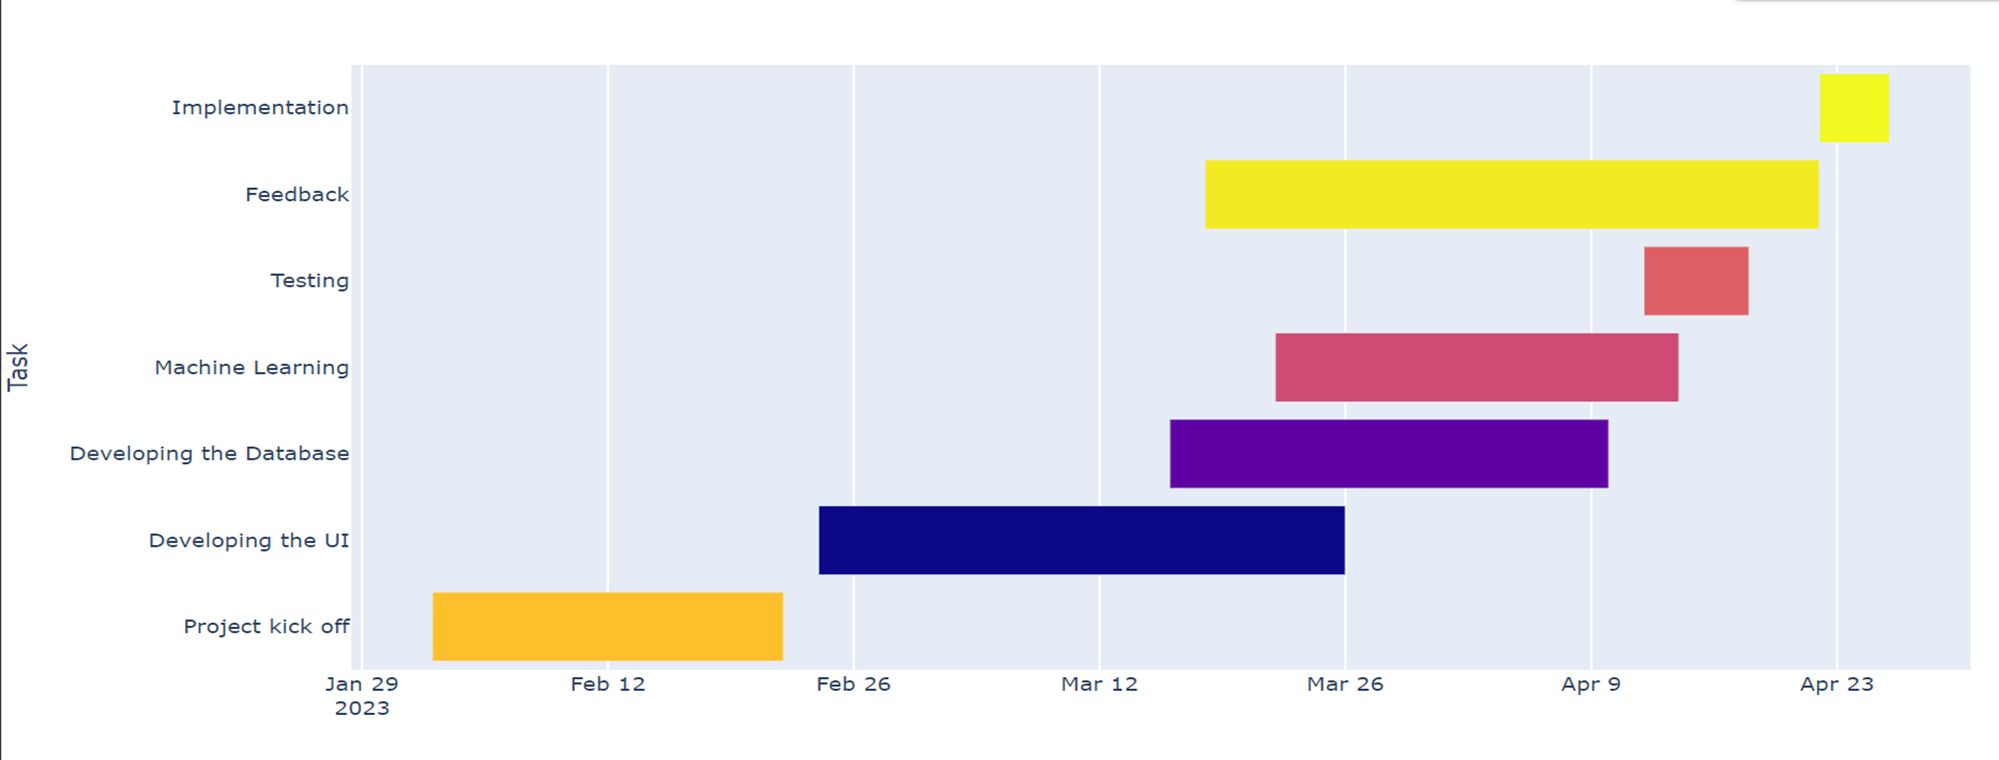 Implementation
Feedback
Testing
Machine Learning
Task
Developing the Database
Developing the UI
Project kick off
Jan 29 Feb 12 Feb 26 Mar 12 Mar 26 Apr 9 Apr 23
2023